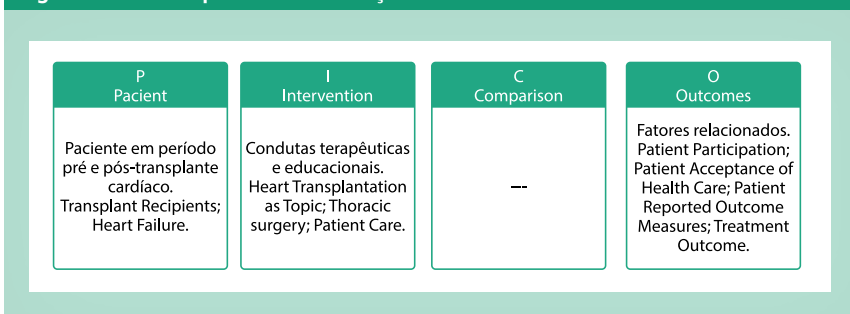 P
Pacient
Paciente em período
pré e pós-transplante
cardíaco.
Transplant Recipients;
Heart Failure.
I
Intervention
Condutas terapêuticas
e educacionais.
Heart Transplantation
as Topic; Thoracic
surgery; Patient Care.
C
Comparison
---
O
Outcomes
Fatores relacionados.
Patient Participation;
Patient Acceptance of
Health Care; Patient
Reported Outcome
Measures; Treatment
Outcome.